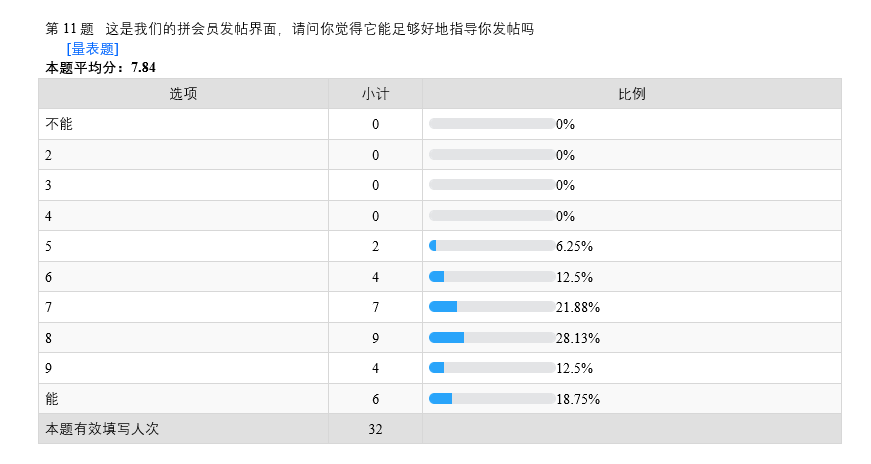 第 11 题 这是我们的拼会员发帖界面，请问你觉得它能足够好地指导你发帖吗
[量表题]
本题平均分：7.84
选项 小计 比例
不能 0 0%
2 0 0%
3 0 0%
4 0 0%
5 2 6.25%
6 4 12.5%
7 7 21.88%
8 9 28.13%
9 4 12.5%
能 6 18.75%
本题有效填写人次 32